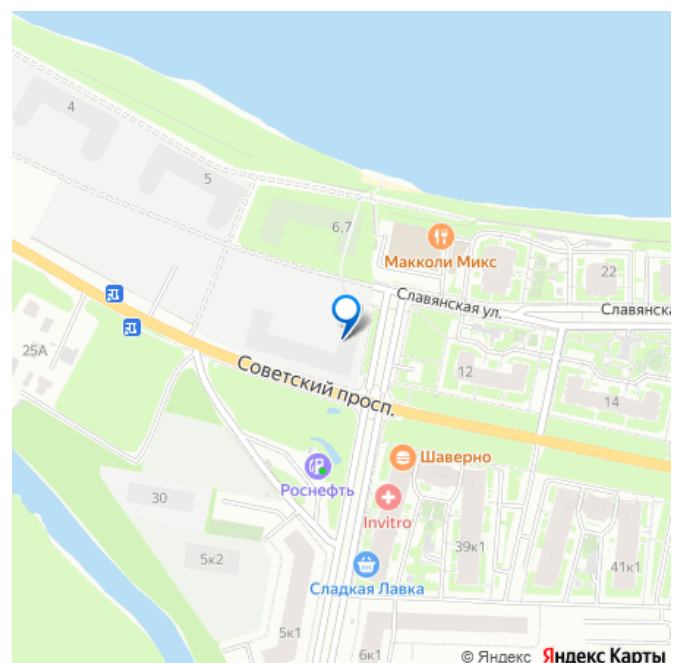 4
5
6,7
Макколи Микс
22
Славянская ул.
Славянска
25А
12
Советский просп.
14
Шаверно
Роснефть
30
Invitro
39к1
5к2
41к1
Сладкая Лавка
5к1
6к1
© Яндекс Яндекс Карты